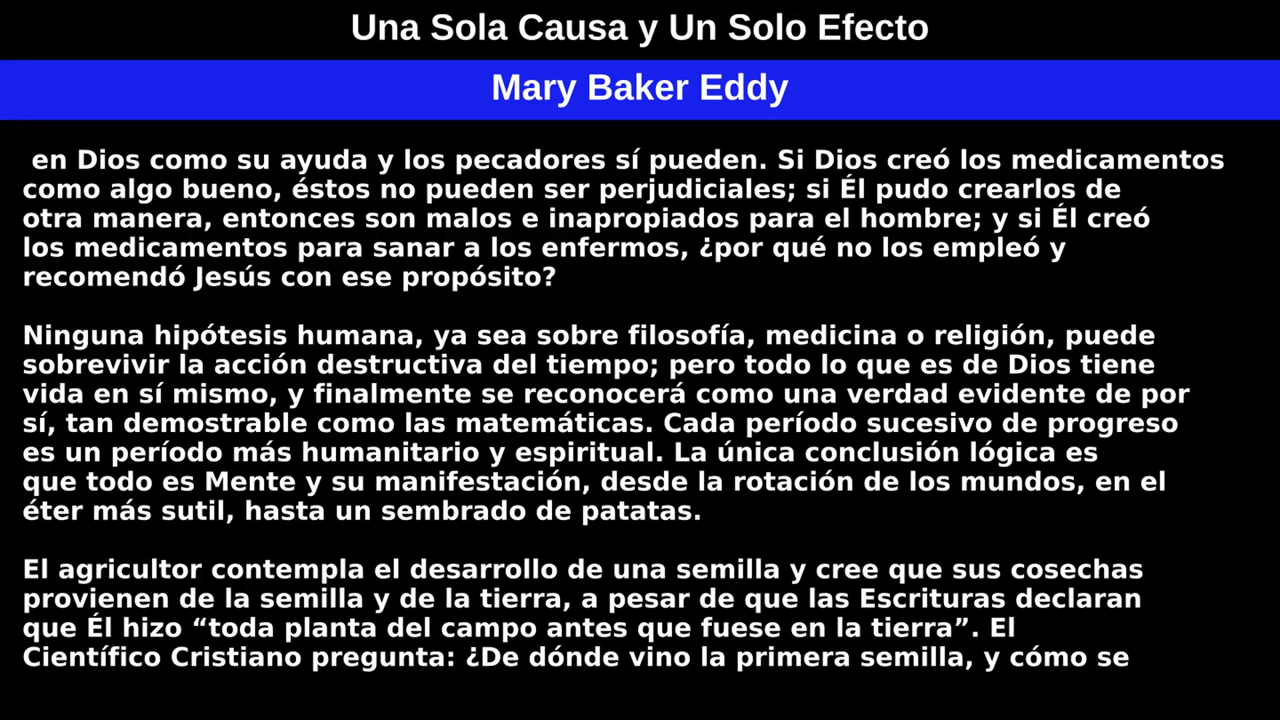 Una Sola Causa y Un Solo Efecto
Mary Baker Eddy
en Dios como su ayuda y los pecadores sí pueden. Si Dios creó los medicamentos
como algo bueno, éstos no pueden ser perjudiciales; si Él pudo crearlos de
otra manera, entonces son malos e inapropiados para el hombre; y si Él creó
los medicamentos para sanar a los enfermos, ¿por qué no los empleó y
recomendó Jesús con ese propósito?
Ninguna hipótesis humana, ya sea sobre filosofía, medicina o religión, puede
sobrevivir la acción destructiva del tiempo; pero todo lo que es de Dios tiene
vida en sí mismo, y finalmente se reconocerá como una verdad evidente de por
sí, tan demostrable como las matemáticas. Cada período sucesivo de progreso
es un período más humanitario y espiritual. La única conclusión lógica es
que todo es Mente y su manifestación, desde la rotación de los mundos, en el
éter más sutil, hasta un sembrado de patatas.
El agricultor contempla el desarrollo de una semilla y cree que sus cosechas
provienen de la semilla y de la tierra, a pesar de que las Escrituras declaran
que Él hizo “toda planta del campo antes que fuese en la tierra”. El
Científico Cristiano pregunta: ¿De dónde vino la primera semilla, y cómo se